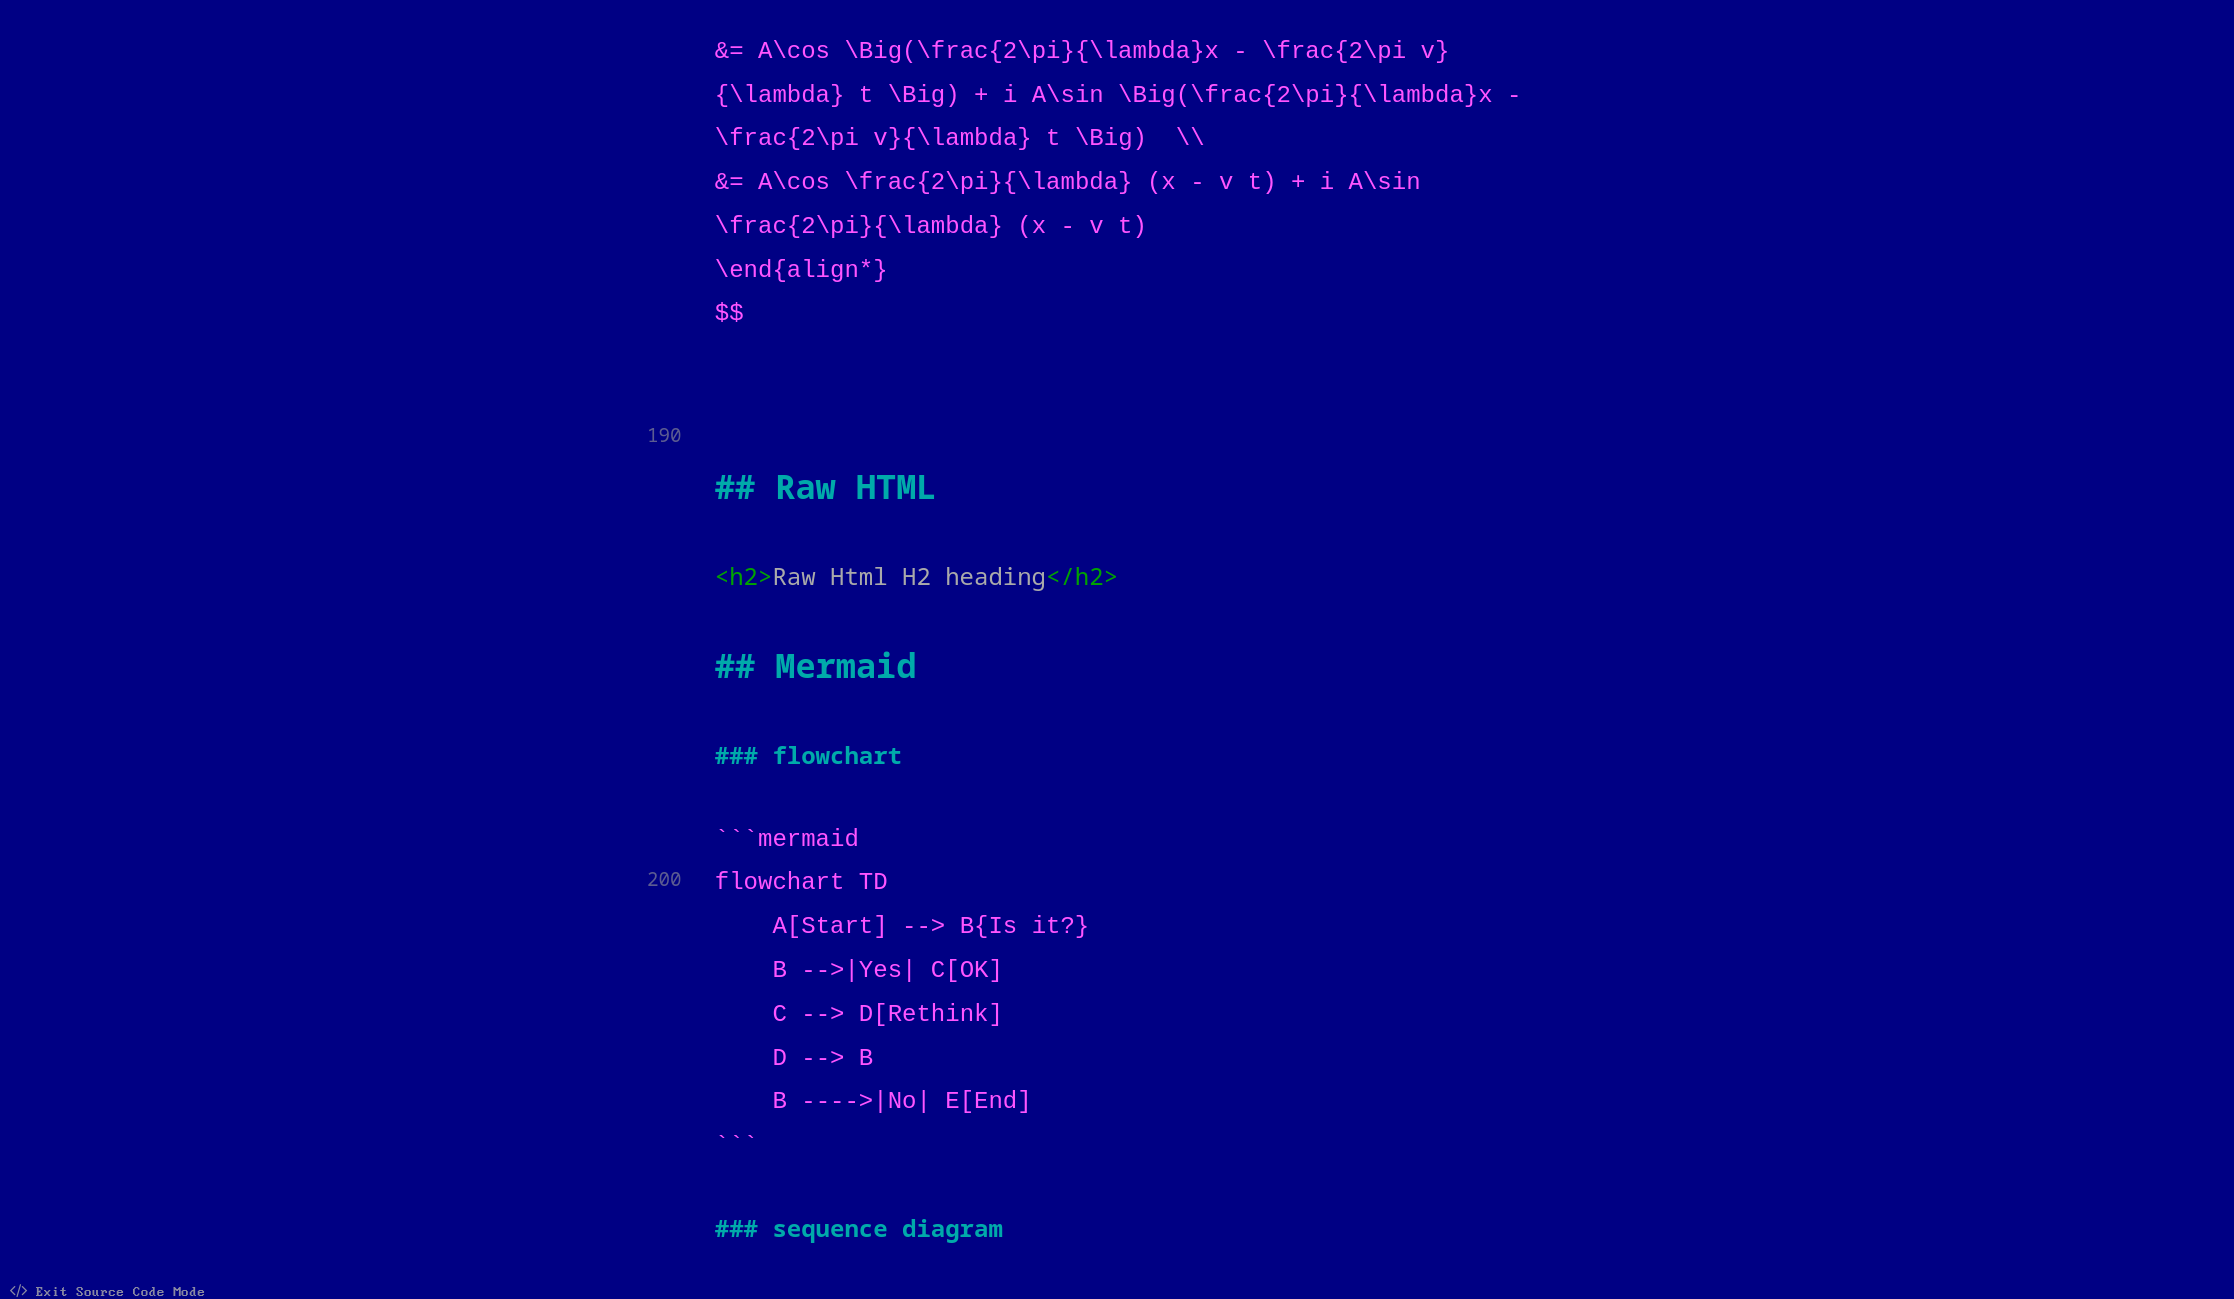 &= A\cos \Big(\frac{2\pi}{\lambda}x - \frac{2\pi v}
{\lambda} t \Big) + i A\sin \Big(\frac{2\pi}{\lambda}x -
\frac{2\pi v}{\lambda} t \Big)  \\
&= A\cos \frac{2\pi}{\lambda} (x - v t) + i A\sin
\frac{2\pi}{\lambda} (x - v t)
\end{align*}
$$
190
## Raw HTML
<h2>Raw Html H2 heading</h2>
## Mermaid
### flowchart
```mermaid
200 flowchart TD
    A[Start] --> B{Is it?}
    B -->|Yes| C[OK]
    C --> D[Rethink]
    D --> B
    B ---->|No| E[End]
```
### sequence diagram
</> Exit Source Code Mode